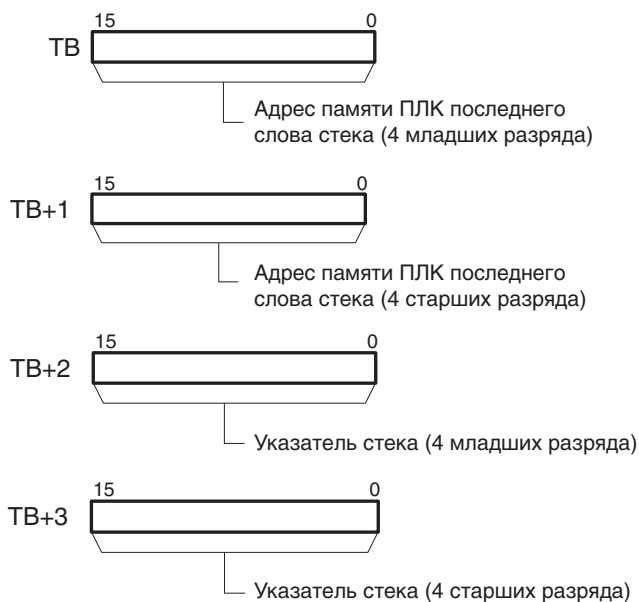 15 0
TB
Адрес памяти ПЛК последнего
слова стека (4 младших разряда)
15 0
TB+1
Адрес памяти ПЛК последнего
слова стека (4 старших разряда)
15 0
TB+2
Указатель стека (4 младших разряда)
15 0
TB+3
Указатель стека (4 старших разряда)